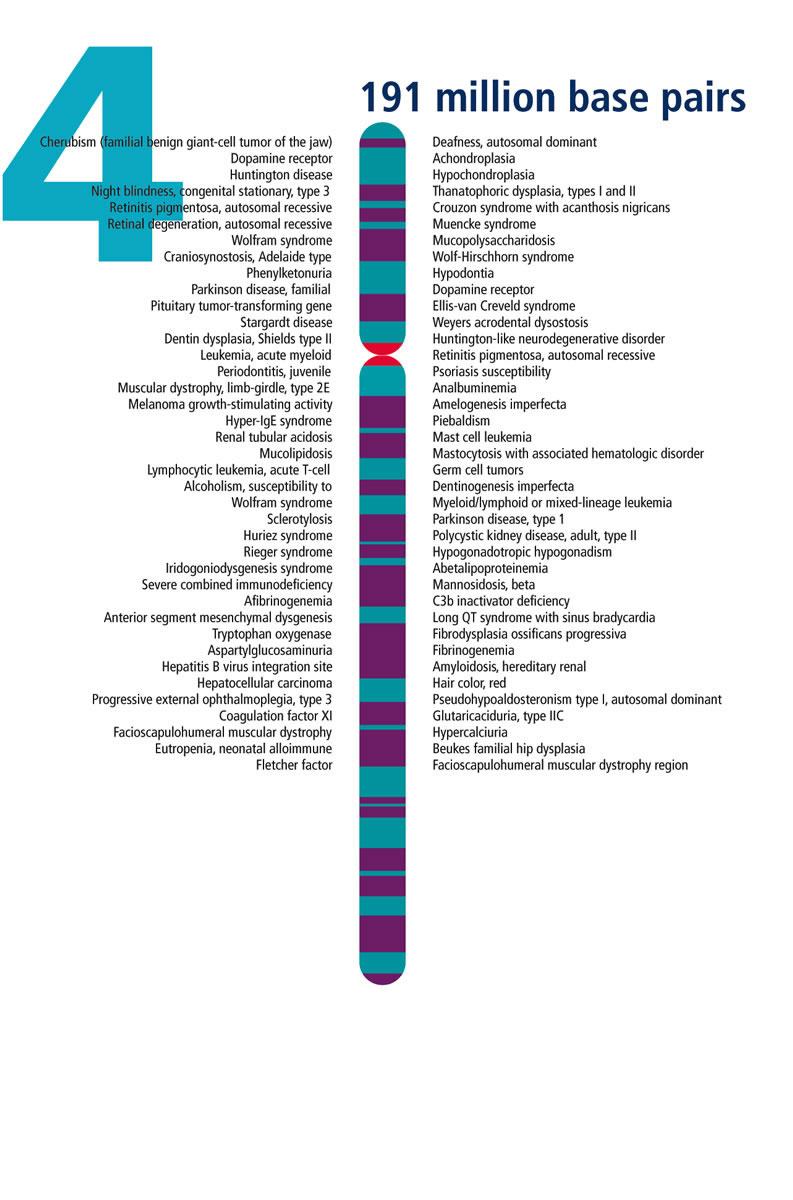 4
191 million base pairs
Cherubism (familial benign giant-cell tumor of the jaw)
Dopamine receptor
Huntington disease
Night blindness, congenital stationary, type 3
Retinitis pigmentosa, autosomal recessive
Retinal degeneration, autosomal recessive
Wolfram syndrome
Craniosynostosis, Adelaide type
Phenylketonuria
Parkinson disease, familial
Pituitary tumor-transforming gene
Stargardt disease
Dentin dysplasia, Shields type II
Leukemia, acute myeloid
Periodontitis, juvenile
Muscular dystrophy, limb-girdle, type 2E
Melanoma growth-stimulating activity
Hyper-IgE syndrome
Renal tubular acidosis
Mucolipidosis
Lymphocytic leukemia, acute T-cell
Alcoholism, susceptibility to
Wolfram syndrome
Sclerotylosis
Huriez syndrome
Rieger syndrome
Iridogoniodysgenesis syndrome
Severe combined immunodeficiency
Afibrinogenemia
Anterior segment mesenchymal dysgenesis
Tryptophan oxygenase
Aspartylglucosaminuria
Hepatitis B virus integration site
Hepatocellular carcinoma
Progressive external ophthalmoplegia, type 3
Coagulation factor XI
Facioscapulohumeral muscular dystrophy
Eutropenia, neonatal alloimmune
Fletcher factor
Deafness, autosomal dominant
Achondroplasia
Hypochondroplasia
Thanatophoric dysplasia, types I and II
Crouzon syndrome with acanthosis nigricans
Muencke syndrome
Mucopolysaccharidosis
Wolf-Hirschhorn syndrome
Hypodontia
Dopamine receptor
Ellis-van Creveld syndrome
Weyers acrodental dysostosis
Huntington-like neurodegenerative disorder
Retinitis pigmentosa, autosomal recessive
Psoriasis susceptibility
Analbuminemia
Amelogenesis imperfecta
Piebaldism
Mast cell leukemia
Mastocytosis with associated hematologic disorder
Germ cell tumors
Dentinogenesis imperfecta
Myeloid/lymphoid or mixed-lineage leukemia
Parkinson disease, type 1
Polycystic kidney disease, adult, type II
Hypogonadotropic hypogonadism
Abetalipoproteinemia
Mannosidosis, beta
C3b inactivator deficiency
Long QT syndrome with sinus bradycardia
Fibrodysplasia ossificans progressiva
Fibrinogenemia
Amyloidosis, hereditary renal
Hair color, red
Pseudohypoaldosteronism type I, autosomal dominant
Glutaricaciduria, type IIC
Hypercalciuria
Beukes familial hip dysplasia
Facioscapulohumeral muscular dystrophy region